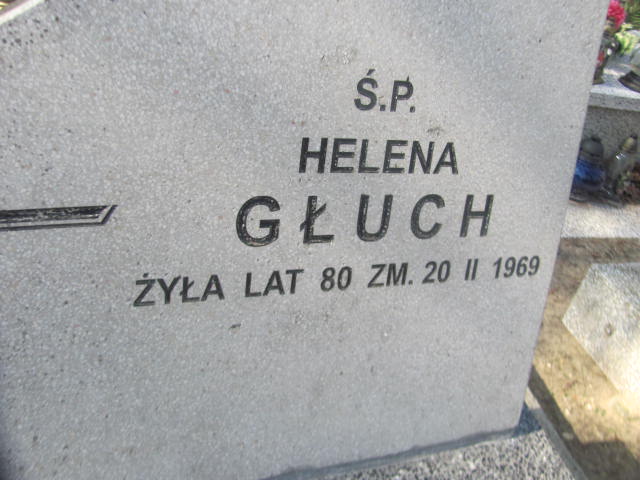 Ś.P.
HELENA
GŁUCH
ŻYŁA LAT 80 ZM. 20 II 1969